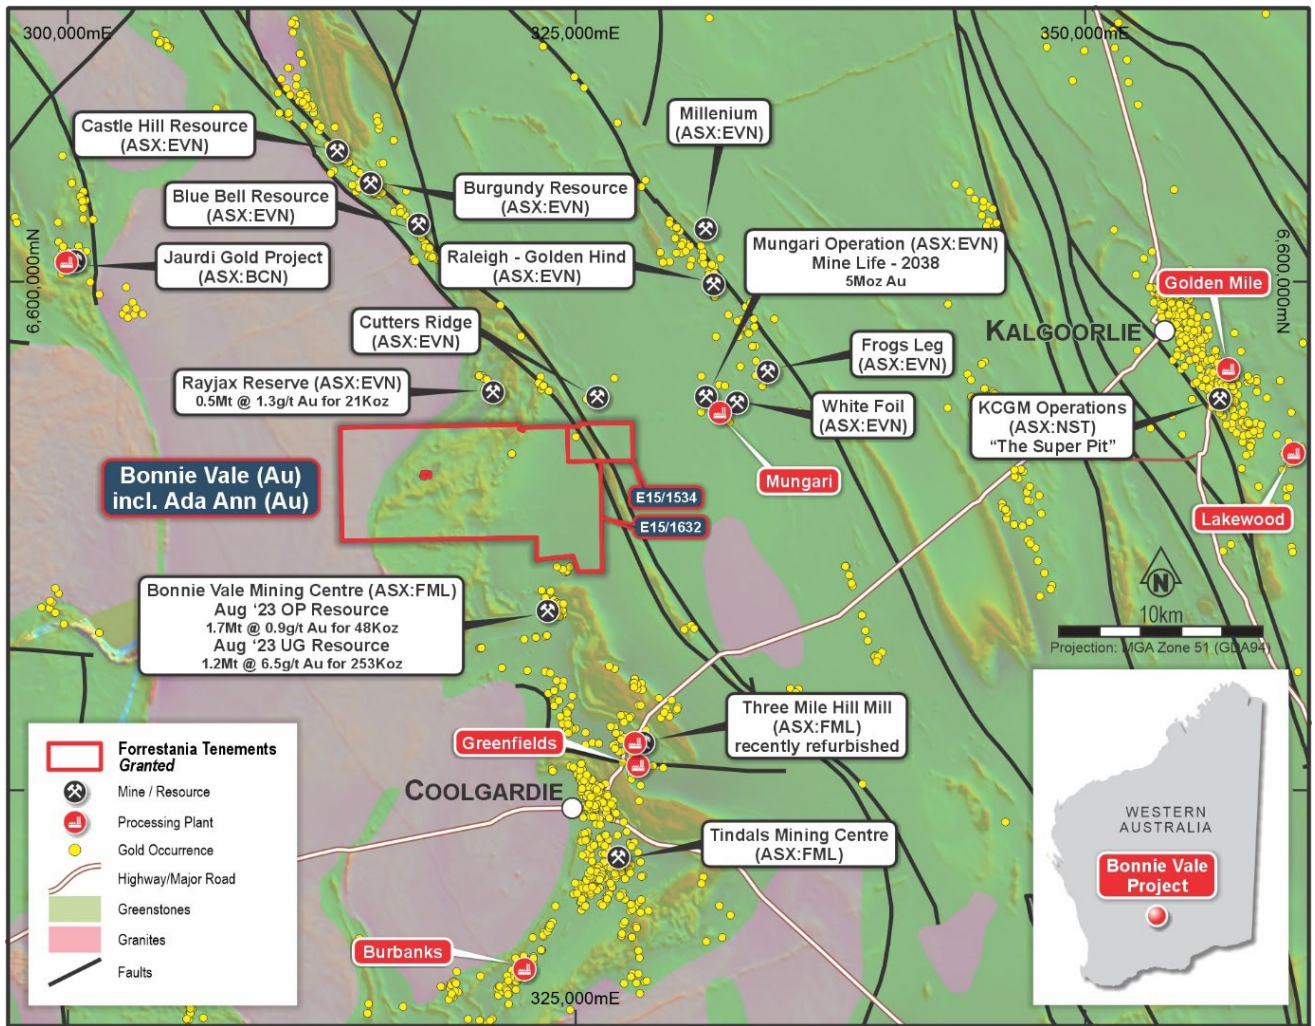 300,000mE
325,000mE
350,000mE
Castle Hill Resource
(ASX:EVN)
Millenium
(ASX:EVN)
Blue Bell Resource
(ASX:EVN)
Burgundy Resource
(ASX:EVN)
Jaurdi Gold Project
(ASX:BCN)
Raleigh - Golden Hind
(ASX:EVN)
Mungari Operation (ASX:EVN)
Mine Life - 2038
5Moz Au
6,600,000mN
6,600,000mN
Golden Mile
KALGOORLIE
Cutters Ridge
(ASX:EVN)
Frogs Leg
(ASX:EVN)
Rayjax Reserve (ASX:EVN)
0.5Mt @ 1.3g/t Au for 21Koz
White Foil
(ASX:EVN)
KCGM Operations
(ASX:NST)
“The Super Pit”
Bonnie Vale (Au)
incl. Ada Ann (Au)
Mungari
E15/1534
E15/1632
Lakewood
N
10km
Projection: MGA Zone 51 (GDA94)
Bonnie Vale Mining Centre (ASX:FML)
Aug ‘23 OP Resource
1.7Mt @ 0.9g/t Au for 48Koz
Aug ‘23 UG Resource
1.2Mt @ 6.5g/t Au for 253Koz
Three Mile Hill Mill
(ASX:FML)
recently refurbished
Greenfields
COOLGARDIE
Tindals Mining Centre
(ASX:FML)
Burbanks
325,000mE
Forrestania Tenements
Granted
Mine / Resource
Processing Plant
Gold Occurrence
Highway/Major Road
Greenstones
Granites
Faults
WESTERN
AUSTRALIA
Bonnie Vale
Project